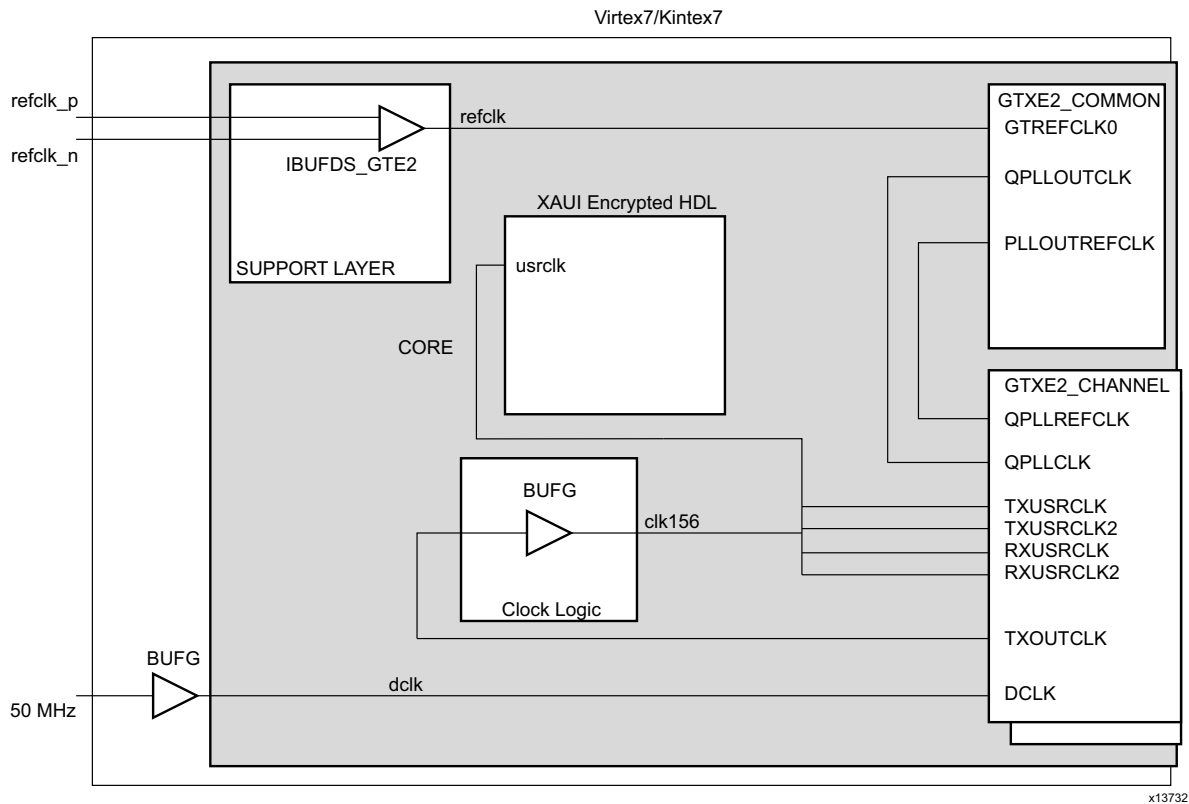 Virtex7/Kintex7
refclk_p
refclk_n
IBUFDS_GTE2
SUPPORT LAYER
refclk
GTXE2_COMMON
GTREFCLK0
QPLLOUTCLK
PLLOUTREFCLK
XAUI Encrypted HDL
usrclk
CORE
GTXE2_CHANNEL
QPLLREFCLK
QPLLCLK
TXUSRCLK
TXUSRCLK2
RXUSRCLK
RXUSRCLK2
TXOUTCLK
DCLK
BUFG
clk156
Clock Logic
BUFG
50 MHz
dclk
x13732